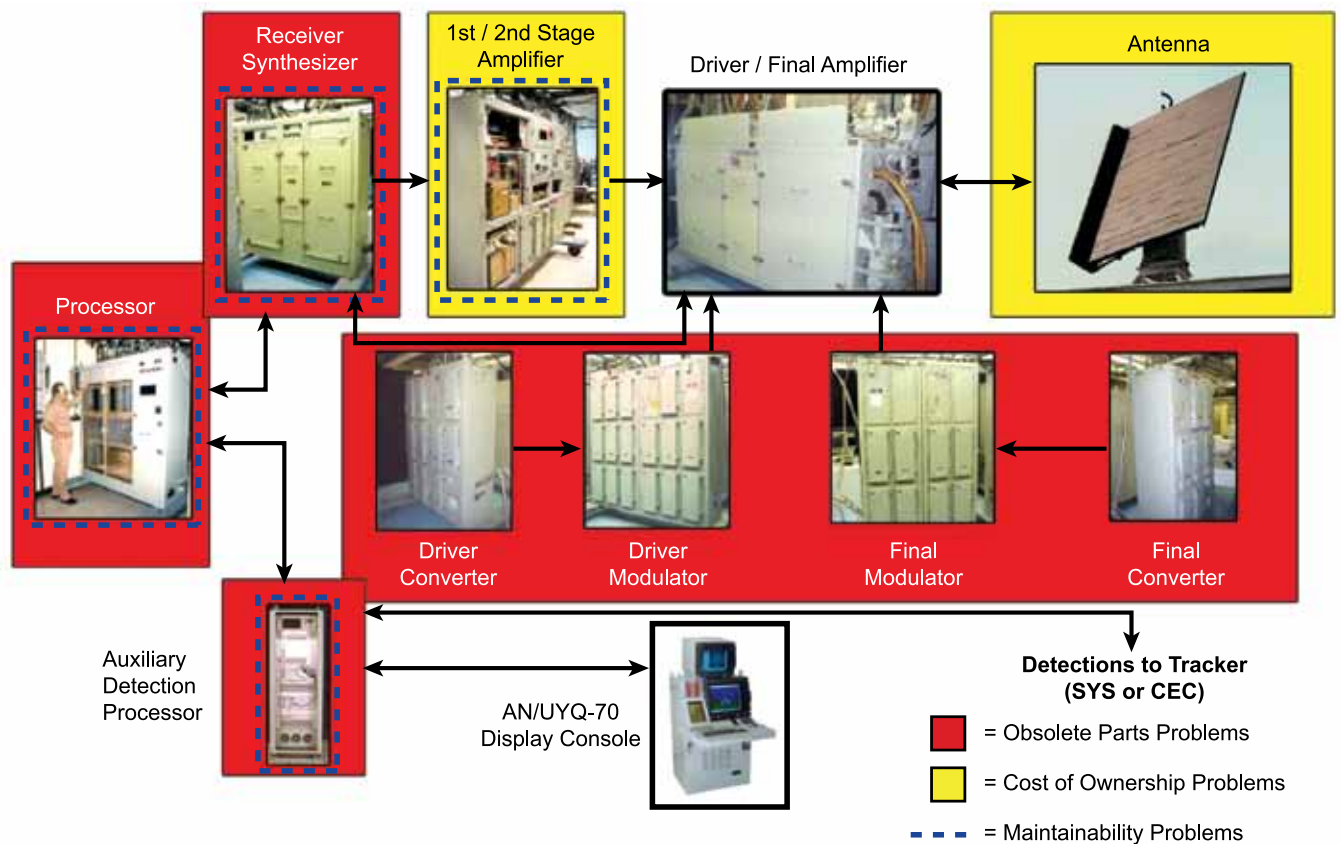 Receiver
Synthesizer
1st / 2nd Stage
Amplifier
Driver / Final Amplifier
Antenna
Processor
Driver
Converter
Driver
Modulator
Final
Modulator
Final
Converter
Auxiliary
Detection
Processor
AN/UYQ-70
Display Console
Detections to Tracker
(SYS or CEC)
= Obsolete Parts Problems
= Cost of Ownership Problems
= Maintainability Problems